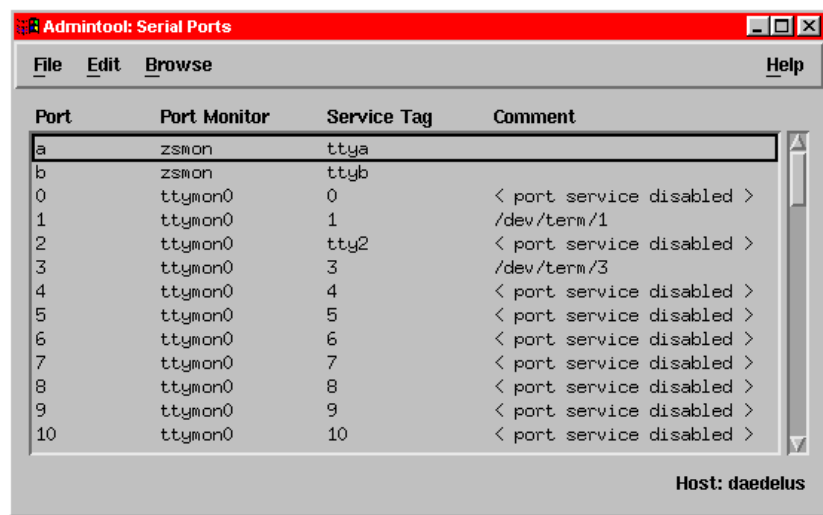 Admintool: Serial Ports
File Edit Browse Help
Port Port Monitor Service Tag Comment
a zsmon ttya
b zsmon ttyb
0 ttymon0 0 < port service disabled >
1 ttymon0 1 /dev/term/1
2 ttymon0 tty2 < port service disabled >
3 ttymon0 3 /dev/term/3
4 ttymon0 4 < port service disabled >
5 ttymon0 5 < port service disabled >
6 ttymon0 6 < port service disabled >
7 ttymon0 7 < port service disabled >
8 ttymon0 8 < port service disabled >
9 ttymon0 9 < port service disabled >
10 ttymon0 10 < port service disabled >
Host: daedelus